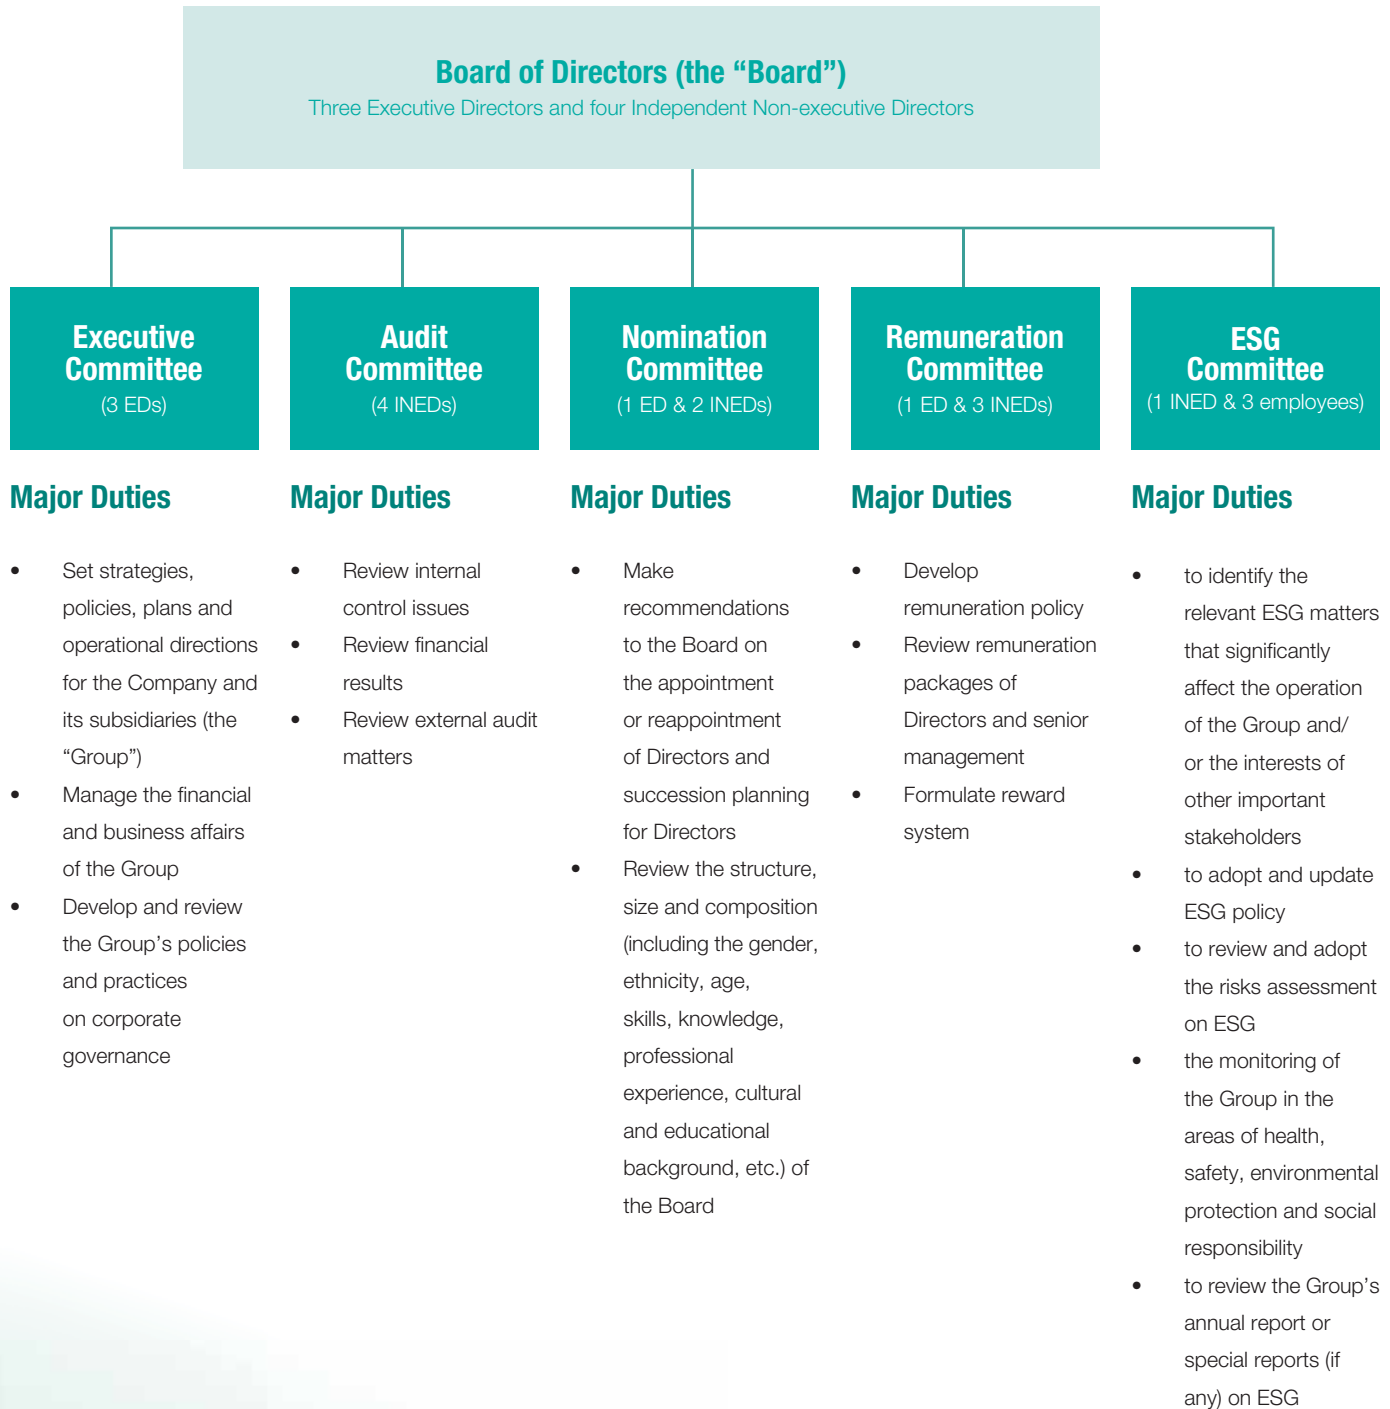 Board of Directors (the “Board”)
Three Executive Directors and four Independent Non-executive Directors
Executive
Committee
(3 EDs)
Audit
Committee
(4 INEDs)
Nomination
Committee
(1 ED & 2 INEDs)
Remuneration
Committee
(1 ED & 3 INEDs)
ESG
Committee
(1 INED & 3 employees)
Major Duties
• Set strategies,
policies, plans and
operational directions
for the Company and
its subsidiaries (the
“Group”)
• Manage the financial
and business affairs
of the Group
• Develop and review
the Group’s policies
and practices
on corporate
governance
Major Duties
• Review internal
control issues
• Review financial
results
• Review external audit
matters
Major Duties
• Make
recommendations
to the Board on
the appointment
or reappointment
of Directors and
succession planning
for Directors
• Review the structure,
size and composition
(including the gender,
ethnicity, age,
skills, knowledge,
professional
experience, cultural
and educational
background, etc.) of
the Board
Major Duties
• Develop
remuneration policy
• Review remuneration
packages of
Directors and senior
management
• Formulate reward
system
Major Duties
• to identify the
relevant ESG matters
that significantly
affect the operation
of the Group and/
or the interests of
other important
stakeholders
• to adopt and update
ESG policy
• to review and adopt
the risks assessment
on ESG
• the monitoring of
the Group in the
areas of health,
safety, environmental
protection and social
responsibility
• to review the Group’s
annual report or
special reports (if
any) on ESG